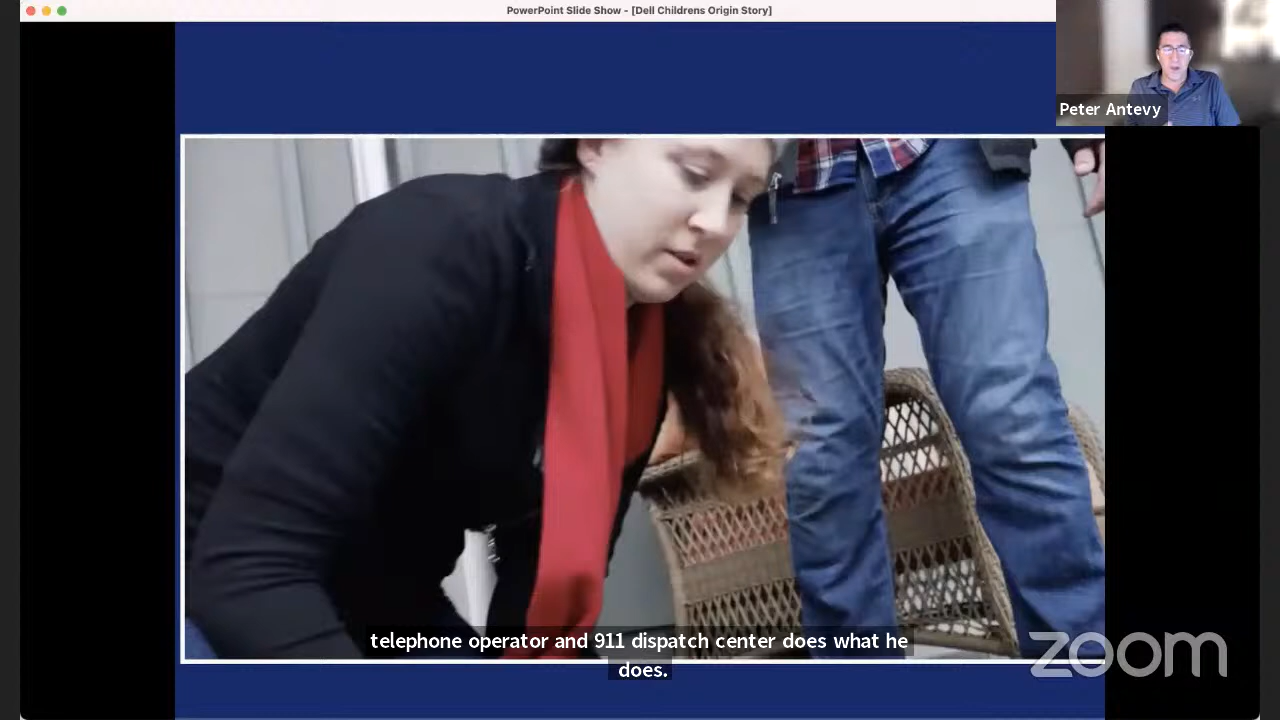 PowerPoint Slide Show - [Dell Childrens Origin Story]
Peter Antevy
telephone operator and 911 dispatch center does what he
does.
zoom